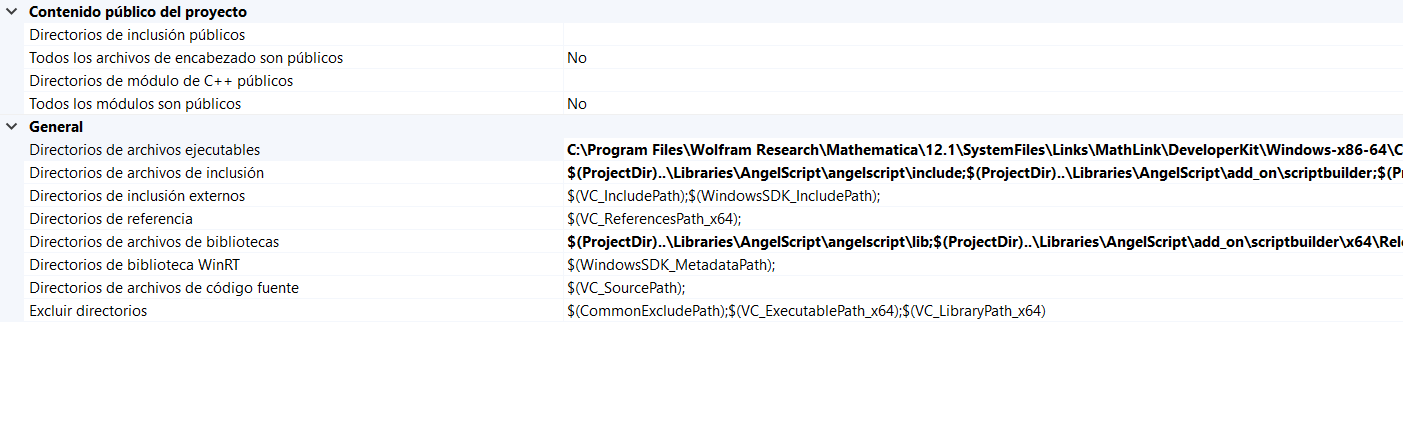 Contenido público del proyecto
Directorios de inclusión públicos
Todos los archivos de encabezado son públicos No
Directorios de módulo de C++ públicos
Todos los módulos son públicos No
General
Directorios de archivos ejecutables C:\Program Files\Wolfram Research\Mathematica\12.1\SystemFiles\Links\MathLink\DeveloperKit\Windows-x86-64\C
Directorios de archivos de inclusión $(ProjectDir)..\Libraries\AngelScript\angelscript\include;$(ProjectDir)..\Libraries\AngelScript\add_on\scriptbuilder;$(Pr
Directorios de inclusión externos $(VC_IncludePath);$(WindowsSDK_IncludePath);
Directorios de referencia $(VC_ReferencesPath_x64);
Directorios de archivos de bibliotecas $(ProjectDir)..\Libraries\AngelScript\angelscript\lib;$(ProjectDir)..\Libraries\AngelScript\add_on\scriptbuilder\x64\Rele
Directorios de biblioteca WinRT $(WindowsSDK_MetadataPath);
Directorios de archivos de código fuente $(VC_SourcePath);
Excluir directorios $(CommonExcludePath);$(VC_ExecutablePath_x64);$(VC_LibraryPath_x64)